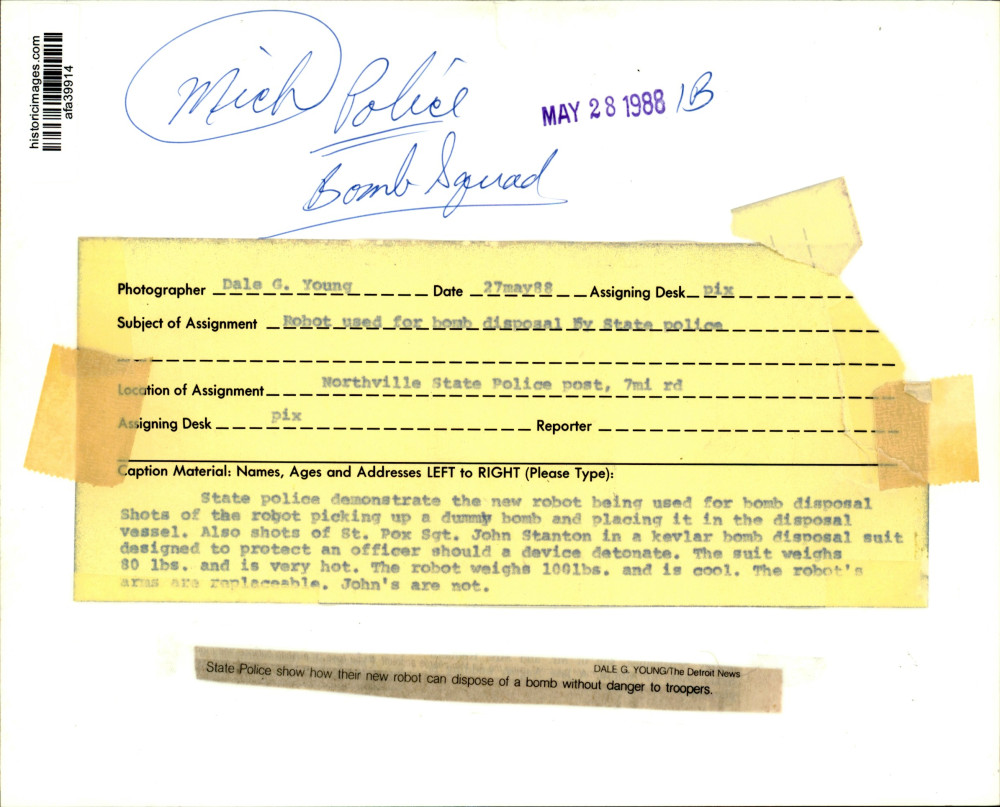 historicimages.com
afa39914
Mich Police
MAY 28 1988 1B
Bomb Squad
Photographer Dale G. Young Date 27may88 Assigning Desk pix
Subject of Assignment Robot used for bomb disposal by State police
Location of Assignment Northville State Police post, 7mi rd
Assigning Desk pix Reporter
Caption Material: Names, Ages and Addresses LEFT to RIGHT (Please Type):
State police demonstrate the new robot being used for bomb disposal
Shots of the robot picking up a dummy bomb and placing it in the disposal
vessel. Also shots of St. Pox Sgt. John Stanton in a kevlar bomb disposal suit
designed to protect an officer should a device detonate. The suit weighs
80 lbs. and is very hot. The robot weighs 100lbs. and is cool. The robot's
arms are replaceable. John's are not.
DALE G. YOUNG/The Detroit News
State Police show how their new robot can dispose of a bomb without danger to troopers.